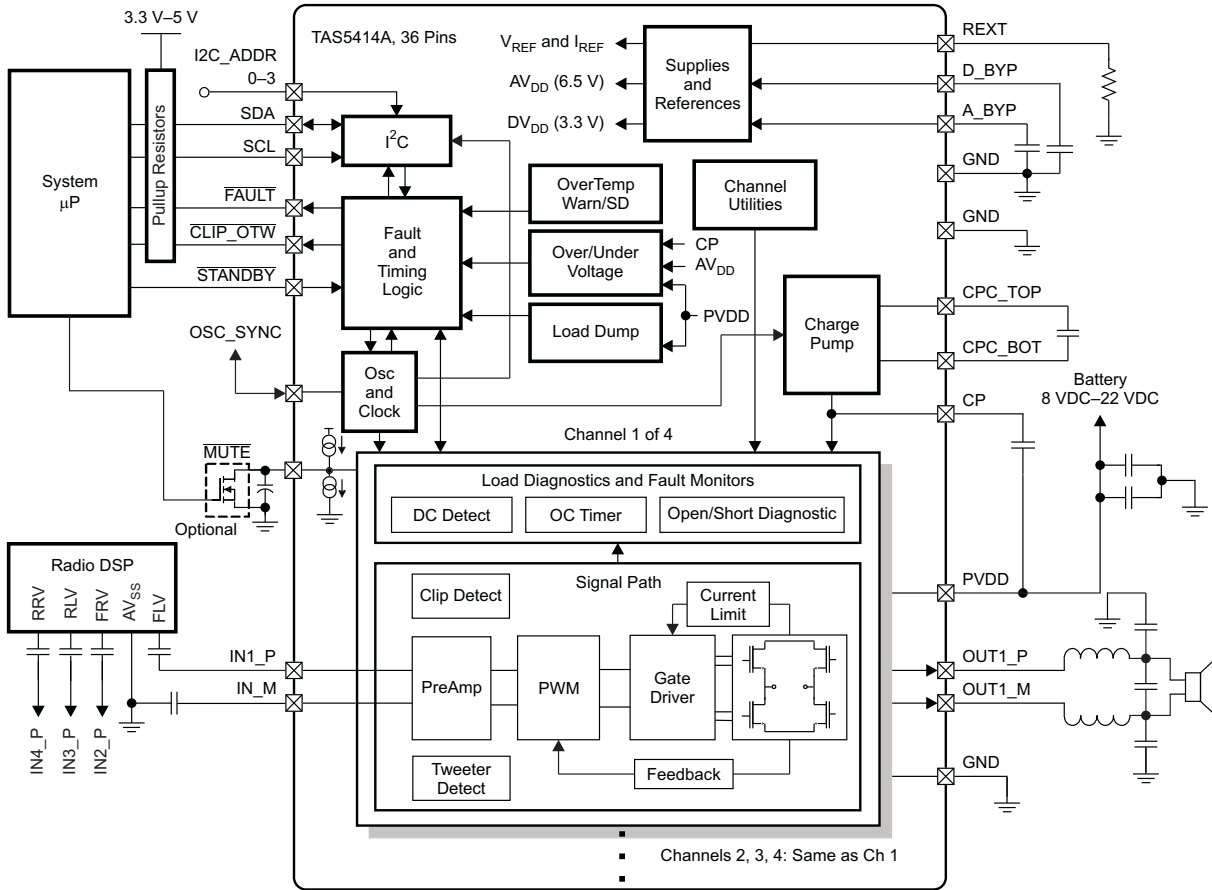 3.3 V–5 V
TAS5414A, 36 Pins
I2C_ADDR
0–3
SDA
SCL
FAULT
CLIP_OTW
STANDBY
OSC_SYNC
System
µP
Pullup Resistors
I²C
Fault
and
Timing
Logic
Osc
and
Clock
V_REF and I_REF
AV_DD (6.5 V)
DV_DD (3.3 V)
Supplies
and
References
OverTemp
Warn/SD
Over/Under
Voltage
Load Dump
CP
AV_DD
PVDD
Channel
Utilities
Charge
Pump
REXT
D_BYP
A_BYP
GND
GND
CPC_TOP
CPC_BOT
CP
Battery
8 VDC–22 VDC
PVDD
OUT1_P
OUT1_M
GND
MUTE
Optional
Channel 1 of 4
Load Diagnostics and Fault Monitors
DC Detect
OC Timer
Open/Short Diagnostic
Signal Path
Clip Detect
Current
Limit
PreAmp
PWM
Gate
Driver
Tweeter
Detect
Feedback
Radio DSP
RRV
RLV
FRV
AV_SS
FLV
IN1_P
IN_M
IN4_P
IN3_P
IN2_P
Channels 2, 3, 4: Same as Ch 1